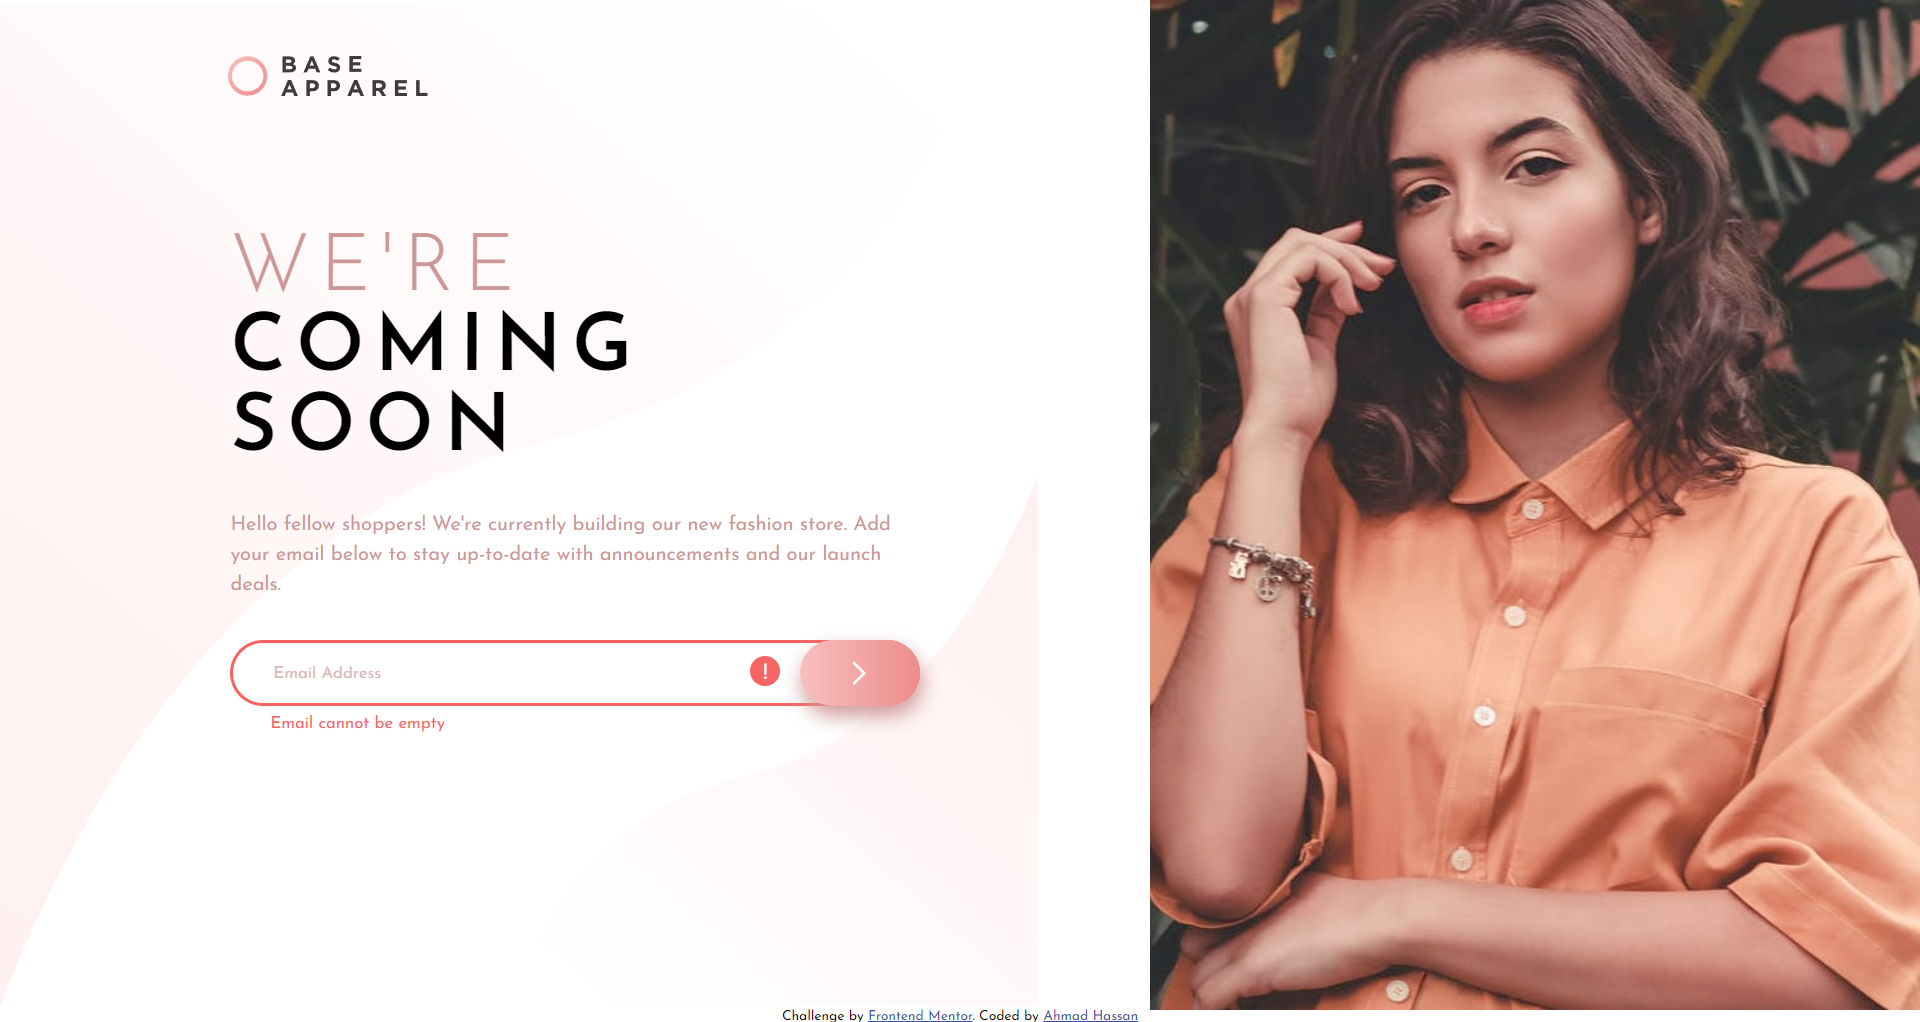 BASE
APPAREL
WE'RE
COMING
SOON
Hello fellow shoppers! We're currently building our new fashion store. Add
your email below to stay up-to-date with announcements and our launch
deals.
Email Address
!
Email cannot be empty
Challenge by Frontend Mentor. Coded by Ahmad Hassan